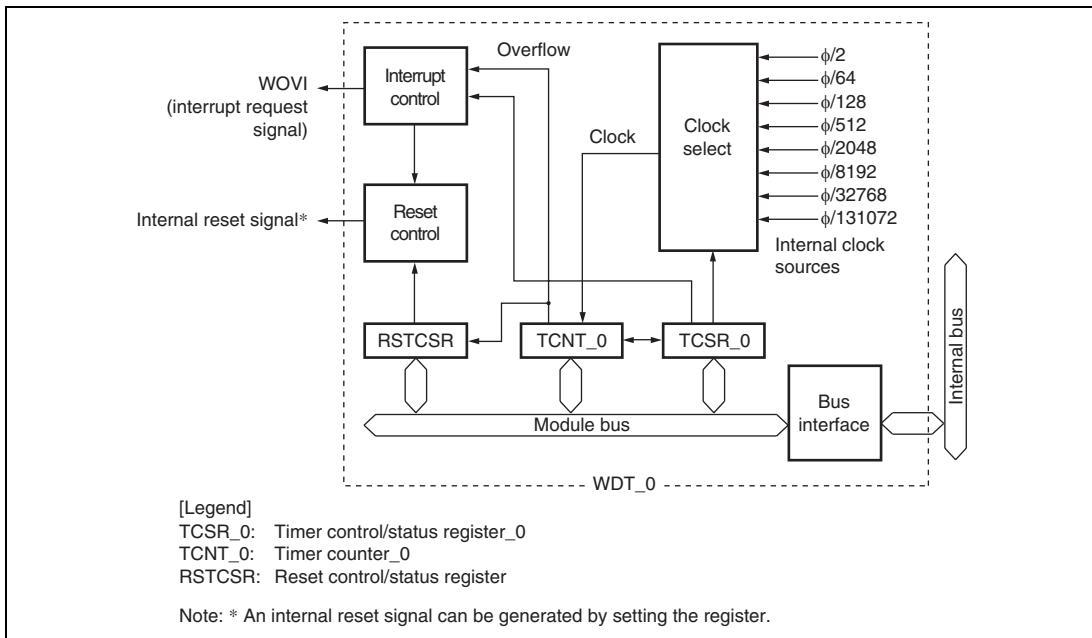 Overflow
WOVI
(interrupt request
signal)
Interrupt
control
Clock
Clock
select
ϕ/2
ϕ/64
ϕ/128
ϕ/512
ϕ/2048
ϕ/8192
ϕ/32768
ϕ/131072
Internal clock
sources
Internal reset signal*
Reset
control
RSTCSR
TCNT_0
TCSR_0
Module bus
Bus
interface
Internal bus
WDT_0
[Legend]
TCSR_0: Timer control/status register_0
TCNT_0: Timer counter_0
RSTCSR: Reset control/status register
Note: * An internal reset signal can be generated by setting the register.